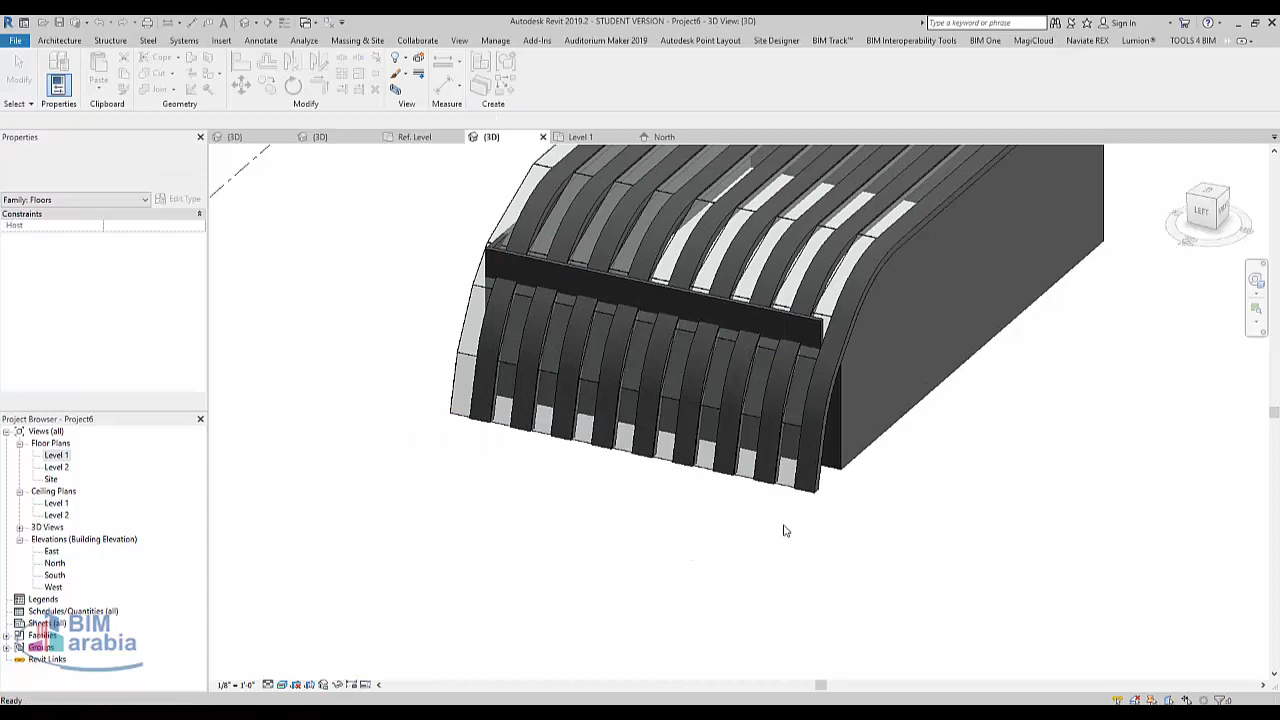 Autodesk Revit 2019.2 - STUDENT VERSION - Project6 - 3D View: {3D}
Type a keyword or phrase
Sign In
File Architecture Structure Steel Systems Insert Annotate Analyze Massing & Site Collaborate View Manage Add-Ins Auditorium Maker 2019 Autodesk Point Layout Site Designer BIM Track™ BIM Interoperability Tools BIM One MagiCloud Naviate REX Lumion® TOOLS 4 BIM
Modify
Paste
Cope
Cut
Join
Select Properties Clipboard Geometry Modify View Measure Create
Properties
{3D} {3D} Ref. Level {3D} Level 1 North
Family: Floors
Edit Type
Constraints
Host
LEFT
Project Browser - Project6
Views (all)
Floor Plans
Level 1
Level 2
Site
Ceiling Plans
Level 1
Level 2
3D Views
Elevations (Building Elevation)
East
North
South
West
Legends
Schedules/Quantities (all)
Sheets (all)
Families
Groups
Revit Links
BIM
arabia
1/8" = 1'-0"
Ready
:0